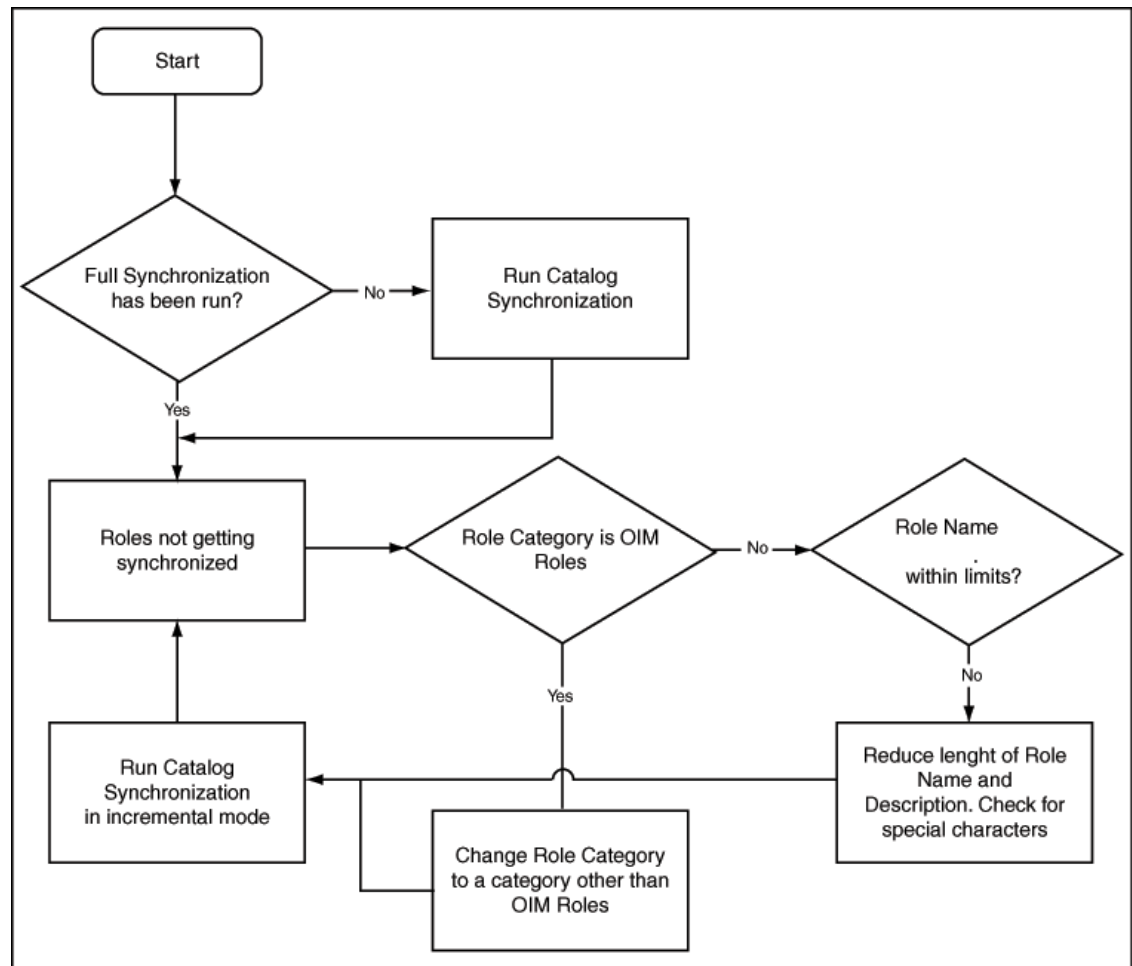 Start
Full Synchronization
has been run?
No
Run Catalog
Synchronization
Yes
Roles not getting
synchronized
Role Category is OIM
Roles
No
Role Name
.
within limits?
Yes
No
Run Catalog
Synchronization
in incremental mode
Change Role Category
to a category other than
OIM Roles
Reduce lenght of Role
Name and
Description. Check for
special characters